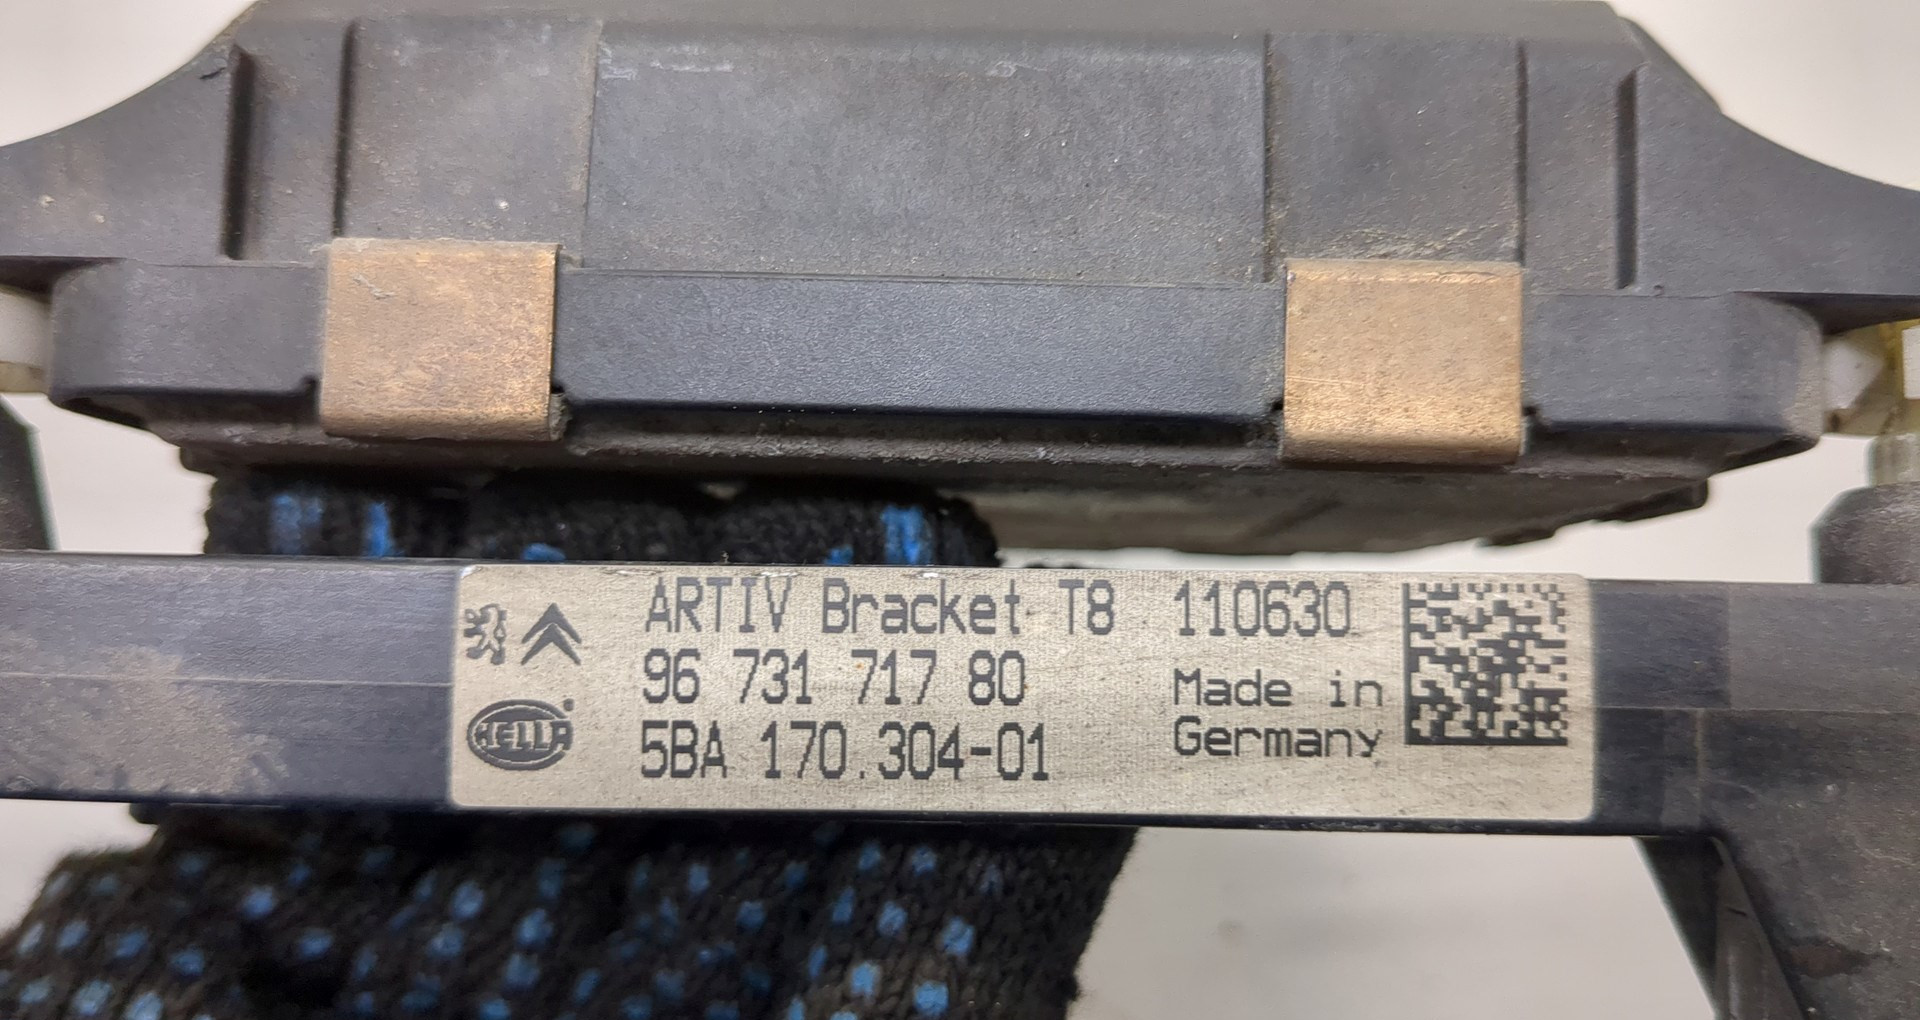 ARTIV Bracket T8 110630
96 731 717 80
Made in
Germany
HELLA
5BA 170.304-01